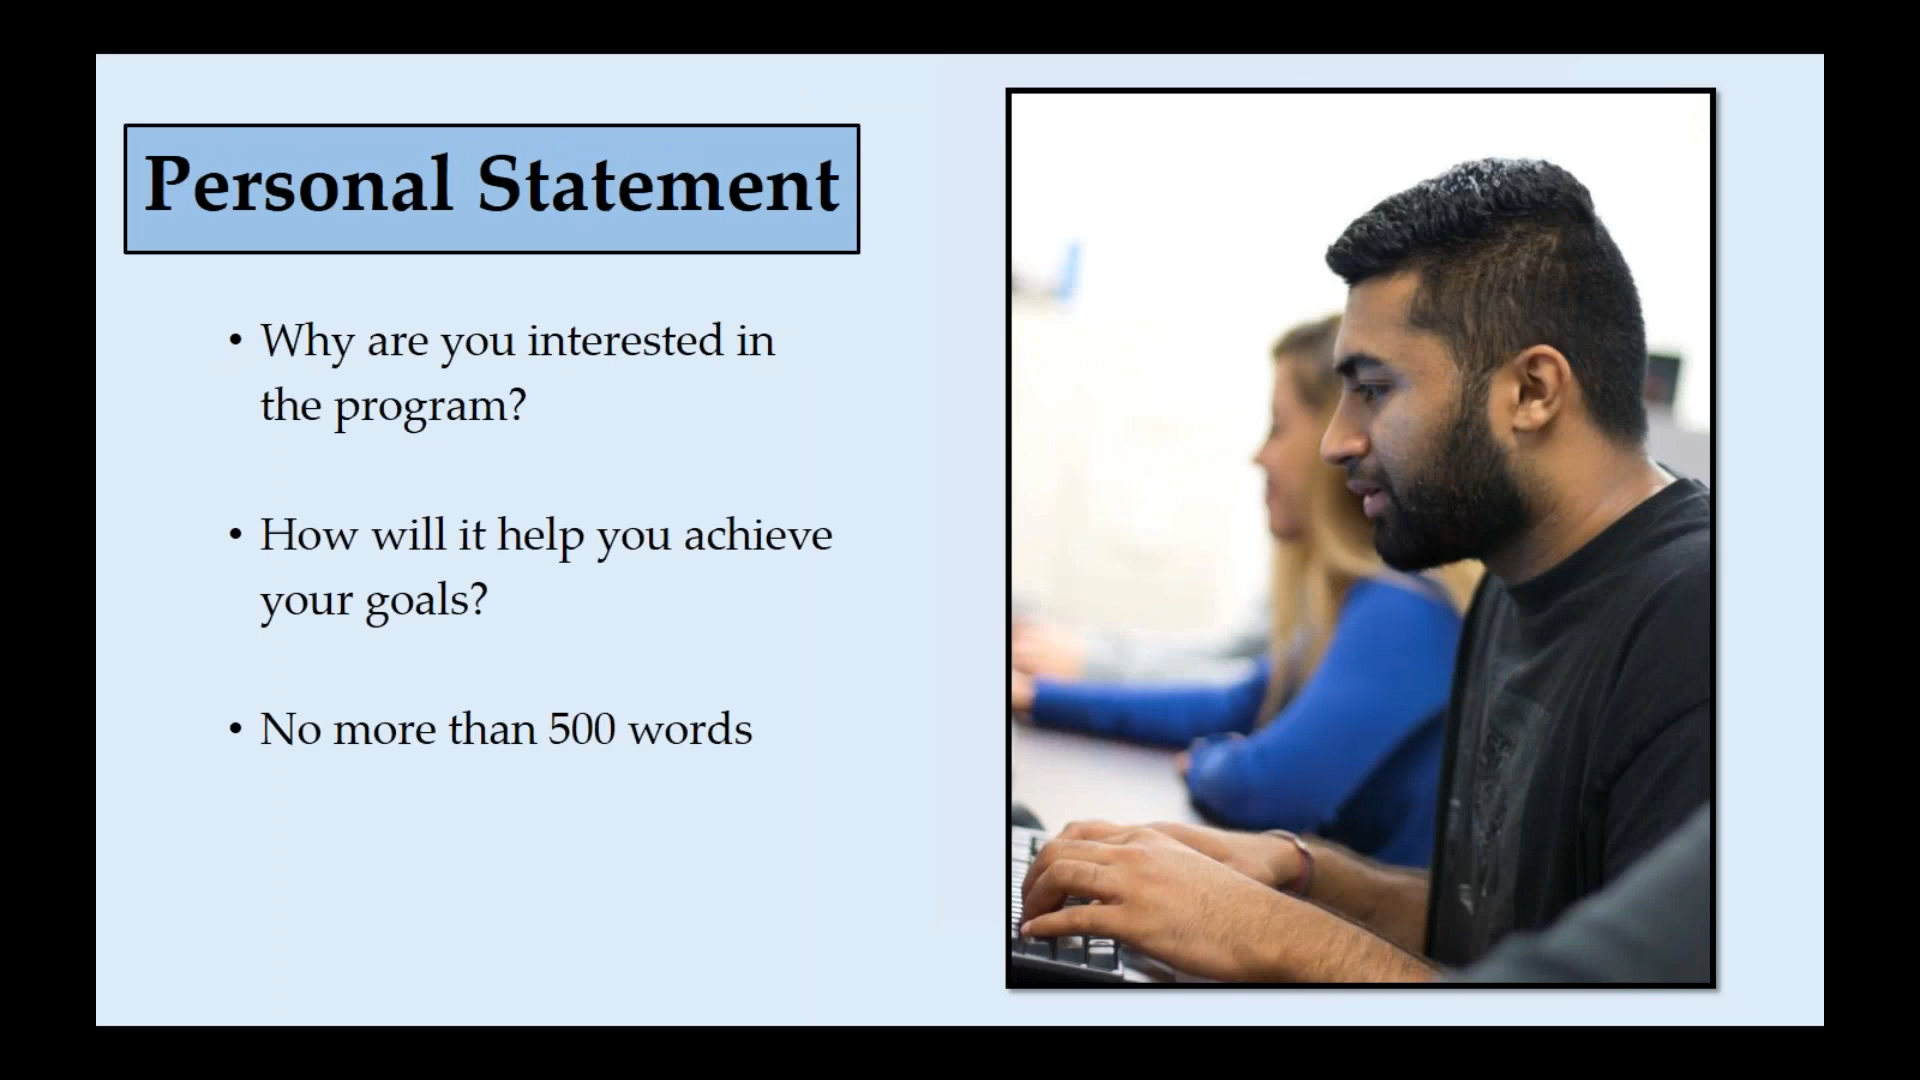 Personal Statement
• Why are you interested in
the program?
• How will it help you achieve
your goals?
• No more than 500 words